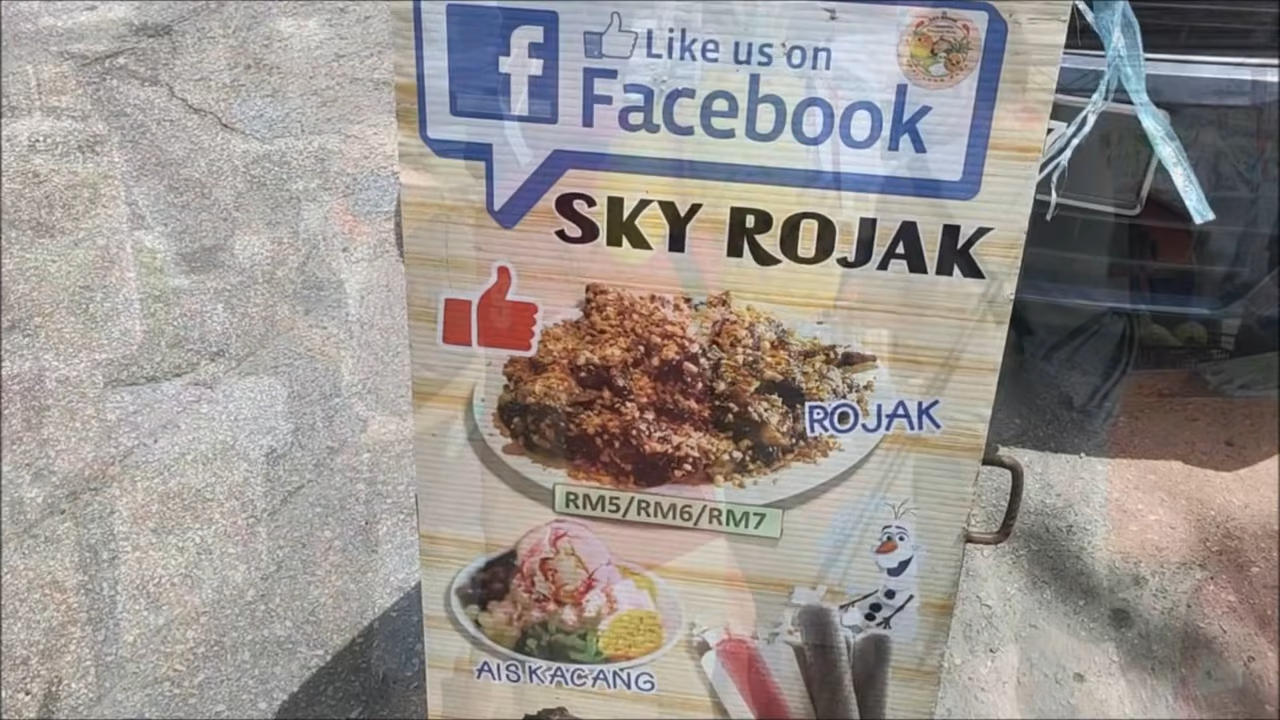 f
Like us on
Facebook
SKY ROJAK
ROJAK
RM5/RM6/RM7
AIS KACANG